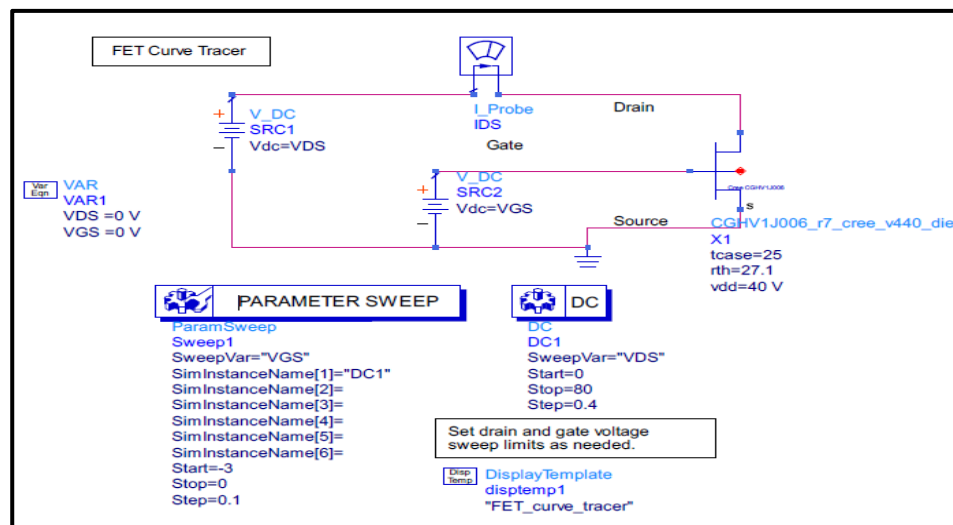 FET Curve Tracer
I_Probe
IDS
Drain
V_DC
SRC1
Vdc=VDS
Gate
V_DC
SRC2
Vdc=VGS
Var
Eqn
VAR
VAR1
VDS =0 V
VGS =0 V
Cree CGHV1J006
s
Source
CGHV1J006_r7_cree_v440_die
X1
tcase=25
rth=27.1
vdd=40 V
PARAMETER SWEEP
ParamSweep
Sweep1
SweepVar="VGS"
SimInstanceName[1]="DC1"
SimInstanceName[2]=
SimInstanceName[3]=
SimInstanceName[4]=
SimInstanceName[5]=
SimInstanceName[6]=
Start=-3
Stop=0
Step=0.1
DC
DC
DC1
SweepVar="VDS"
Start=0
Stop=80
Step=0.4
Set drain and gate voltage
sweep limits as needed.
Disp
Temp
DisplayTemplate
disptemp1
"FET_curve_tracer"